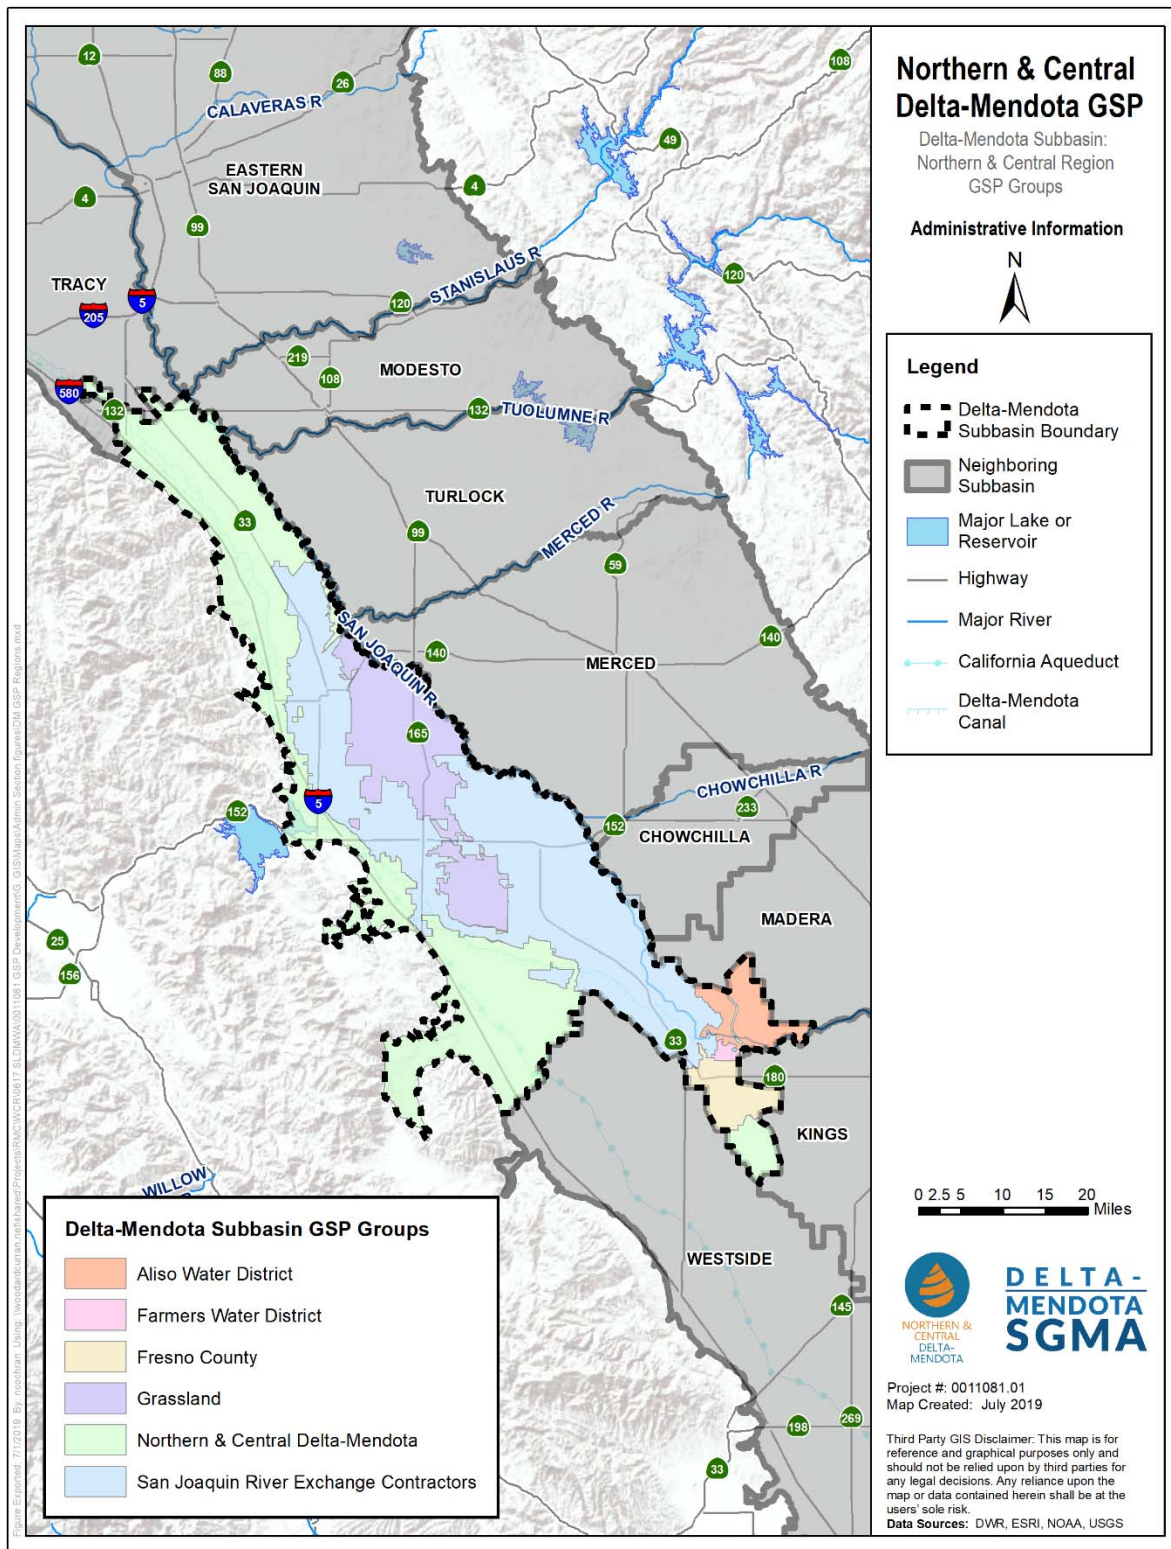 Northern & Central
Delta-Mendota GSP
Delta-Mendota Subbasin:
Northern & Central Region
GSP Groups
Administrative Information
N
Legend
Delta-Mendota
Subbasin Boundary
Neighboring
Subbasin
Major Lake or
Reservoir
Highway
Major River
California Aqueduct
Delta-Mendota
Canal
12
88
26
108
CALAVERAS R
49
EASTERN
SAN JOAQUIN
4
4
99
STANISLAUS R
120
TRACY
5
205
120
219
MODESTO
108
580
132
132
TUOLUMNE R
TURLOCK
33
99
MERCED R
59
SAN JOAQUIN R
140
140
MERCED
165
CHOWCHILLA R
5
233
152
152
CHOWCHILLA
MADERA
25
156
33
180
KINGS
WILLOW
WESTSIDE
145
198
269
33
Delta-Mendota Subbasin GSP Groups
Aliso Water District
Farmers Water District
Fresno County
Grassland
Northern & Central Delta-Mendota
San Joaquin River Exchange Contractors
0 2.5 5 10 15 20
Miles
NORTHERN &
CENTRAL
DELTA-
MENDOTA
DELTA-
MENDOTA
SGMA
Project #: 0011081.01
Map Created: July 2019
Third Party GIS Disclaimer: This map is for
reference and graphical purposes only and
should not be relied upon by third parties for
any legal decisions. Any reliance upon the
map or data contained herein shall be at the
users' sole risk.
Data Sources: DWR, ESRI, NOAA, USGS